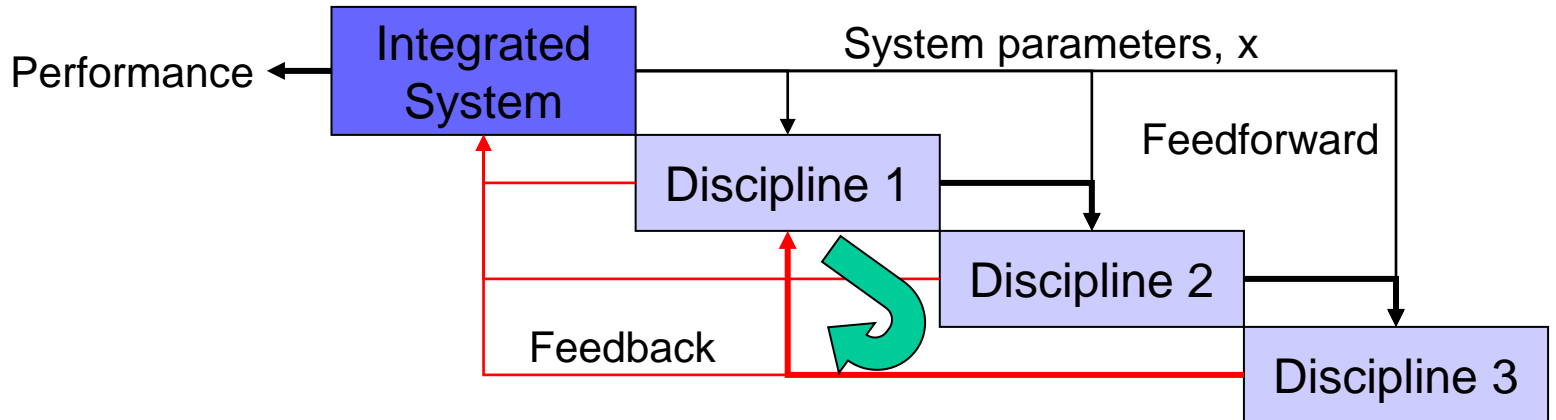 Integrated
System
System parameters, x
Performance
Feedforward
Discipline 1
Discipline 2
Feedback
Discipline 3